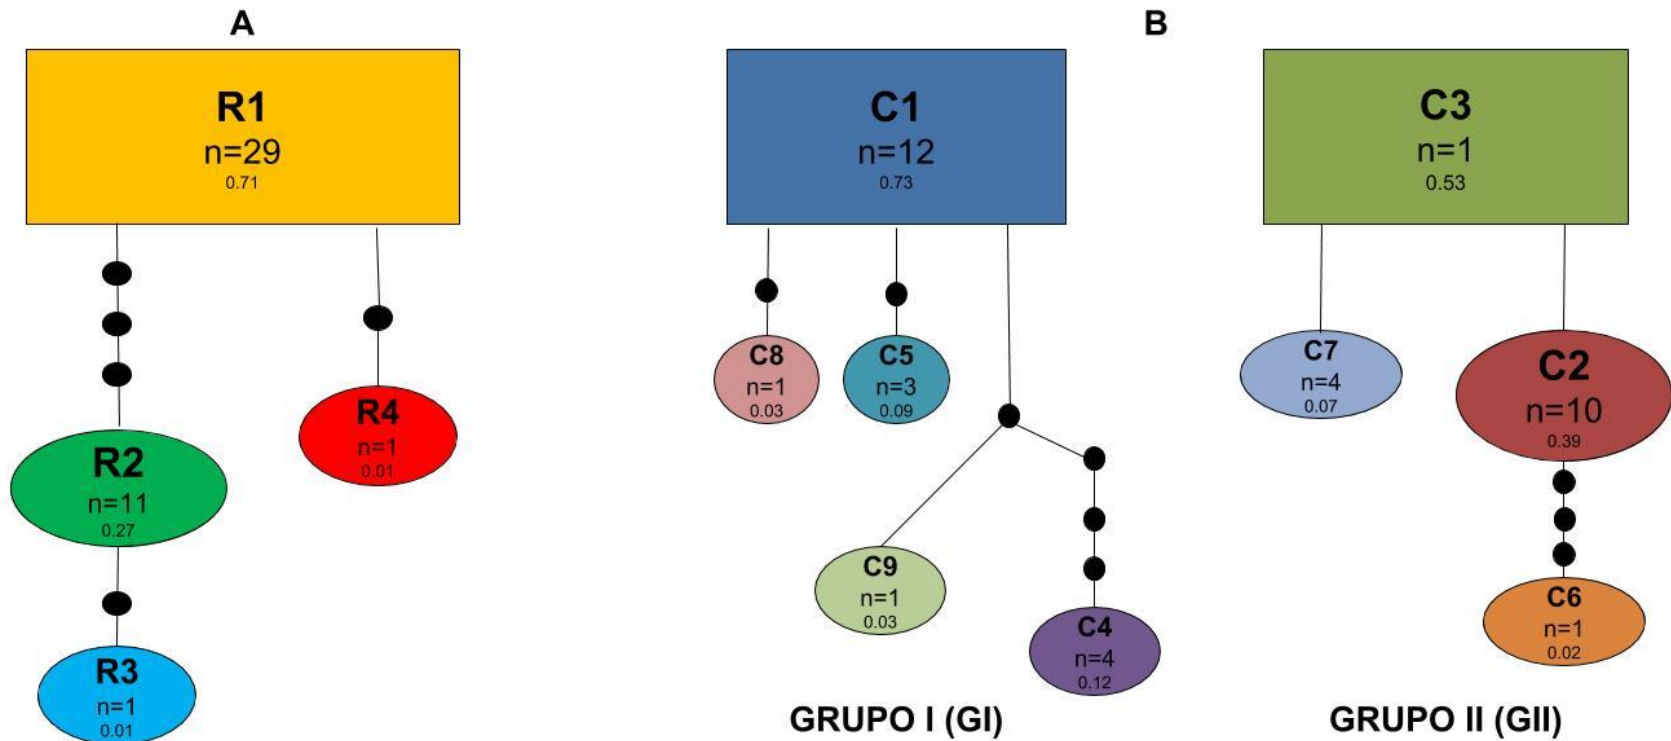 A
R1
n=29
0.71
R2
n=11
0.27
R3
n=1
0.01
R4
n=1
0.01
B
C1
n=12
0.73
C8
n=1
0.03
C5
n=3
0.09
C9
n=1
0.03
C4
n=4
0.12
GRUPO I (GI)
C3
n=1
0.53
C7
n=4
0.07
C2
n=10
0.39
C6
n=1
0.02
GRUPO II (GII)